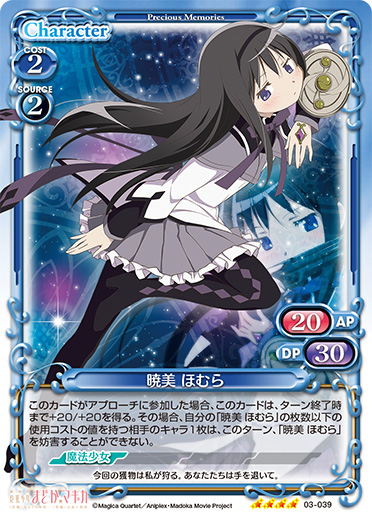 Precious Memories
Character
COST
2
SOURCE
2
20 AP
DP 30
暁美 ほむら
このカードがアプローチに参加した場合、このカードは、ターン終了時
まで+20/+20を得る。その場合、自分の「暁美 ほむら」の枚数以下の
使用コストの値を持つ相手のキャラ1枚は、このターン、「暁美 ほむら」
を妨害することができない。
魔法少女
今回の獲物は私が狩る。あなたたちは手を退いて。
まどか☆マギカ
©Magica Quartet／Aniplex・Madoka Movie Project
03-039